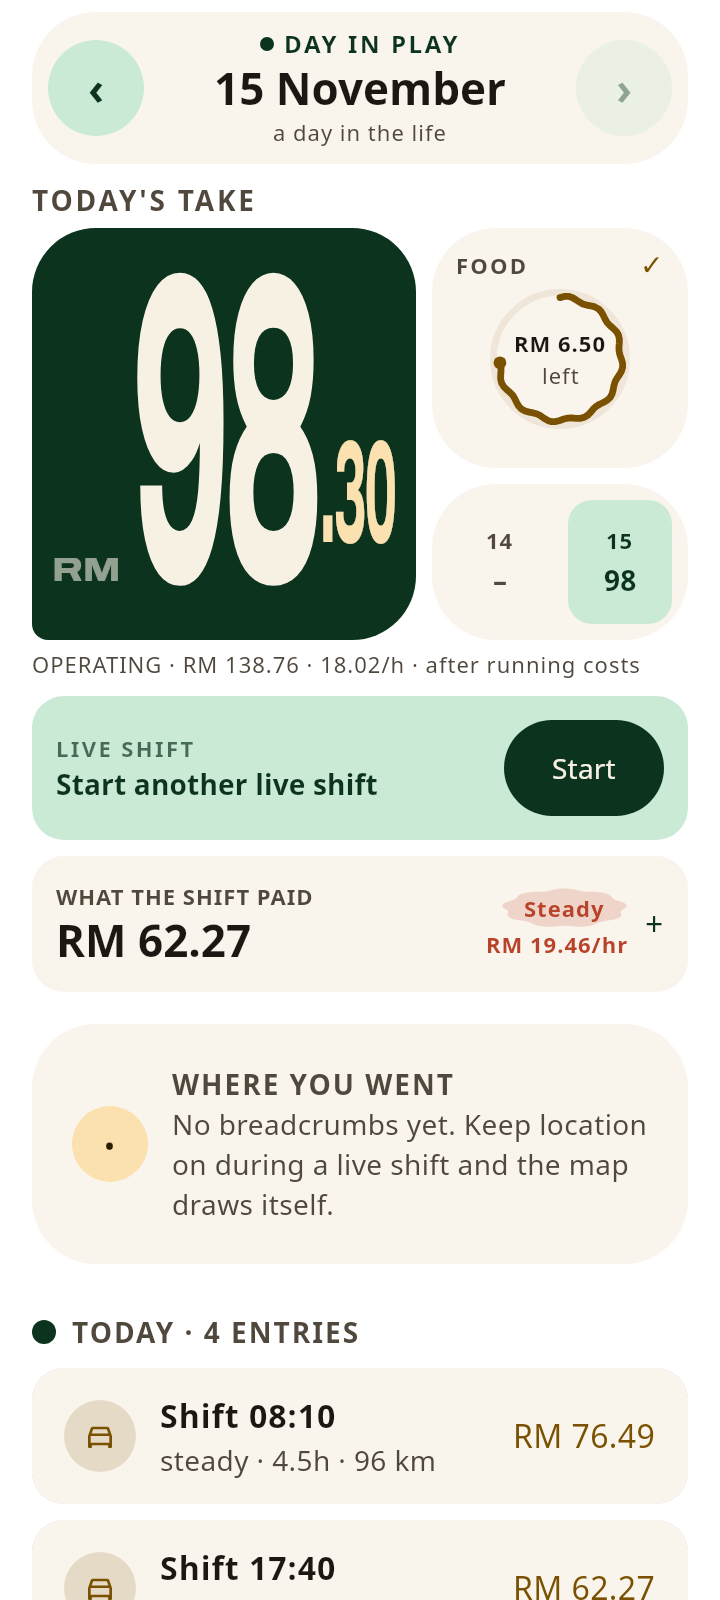 ‹
DAY IN PLAY
15 November
a day in the life
›
TODAY'S TAKE
RM 98.30
FOOD ✓
RM 6.50
left
14
–
15
98
OPERATING · RM 138.76 · 18.02/h · after running costs
LIVE SHIFT
Start another live shift
Start
WHAT THE SHIFT PAID
RM 62.27
Steady
RM 19.46/hr
+
WHERE YOU WENT
No breadcrumbs yet. Keep location
on during a live shift and the map
draws itself.
TODAY · 4 ENTRIES
Shift 08:10
steady · 4.5h · 96 km
RM 76.49
Shift 17:40
RM 62.27